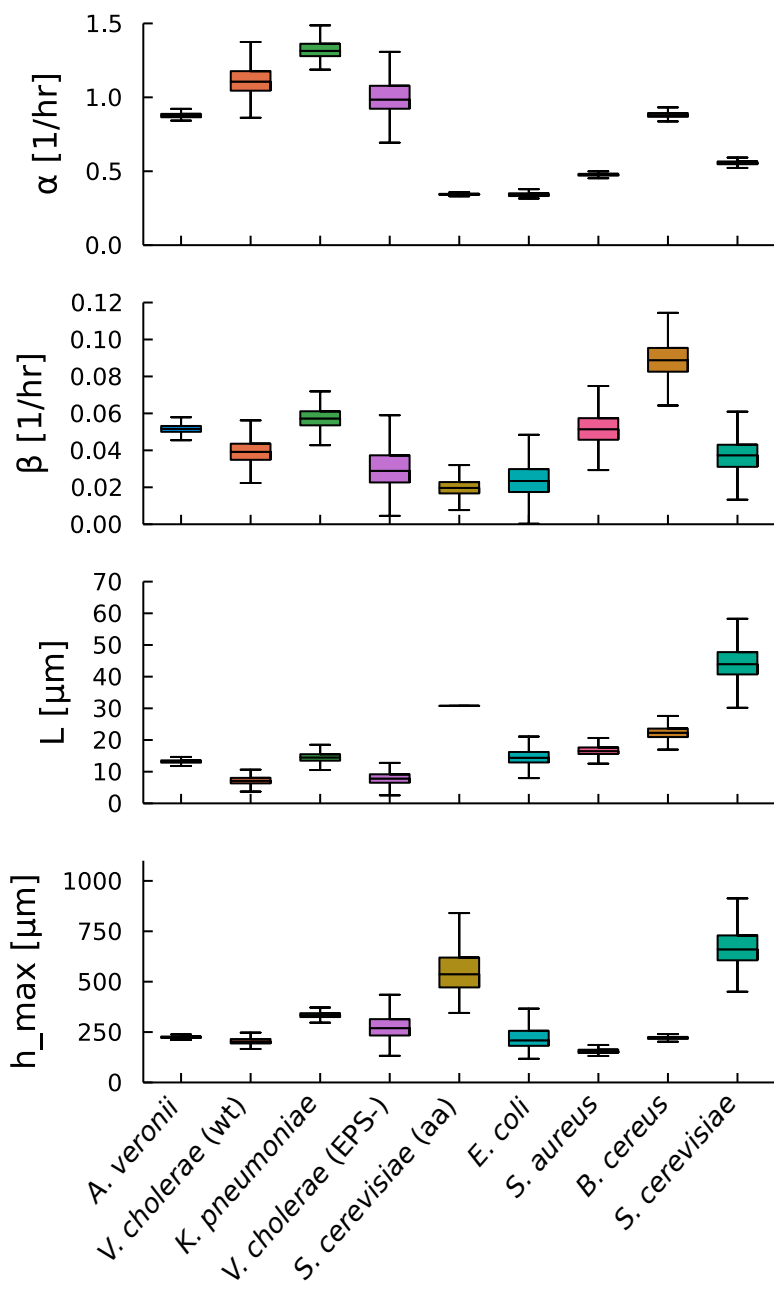 α [1/hr]
1.5
1.0
0.5
0.0
β [1/hr]
0.12
0.10
0.08
0.06
0.04
0.02
0.00
L [μm]
70
60
50
40
30
20
10
0
h_max [μm]
1000
750
500
250
0
A. veronii
V. cholerae (wt)
K. pneumoniae
V. cholerae (EPS-)
S. cerevisiae (aa)
E. coli
S. aureus
B. cereus
S. cerevisiae